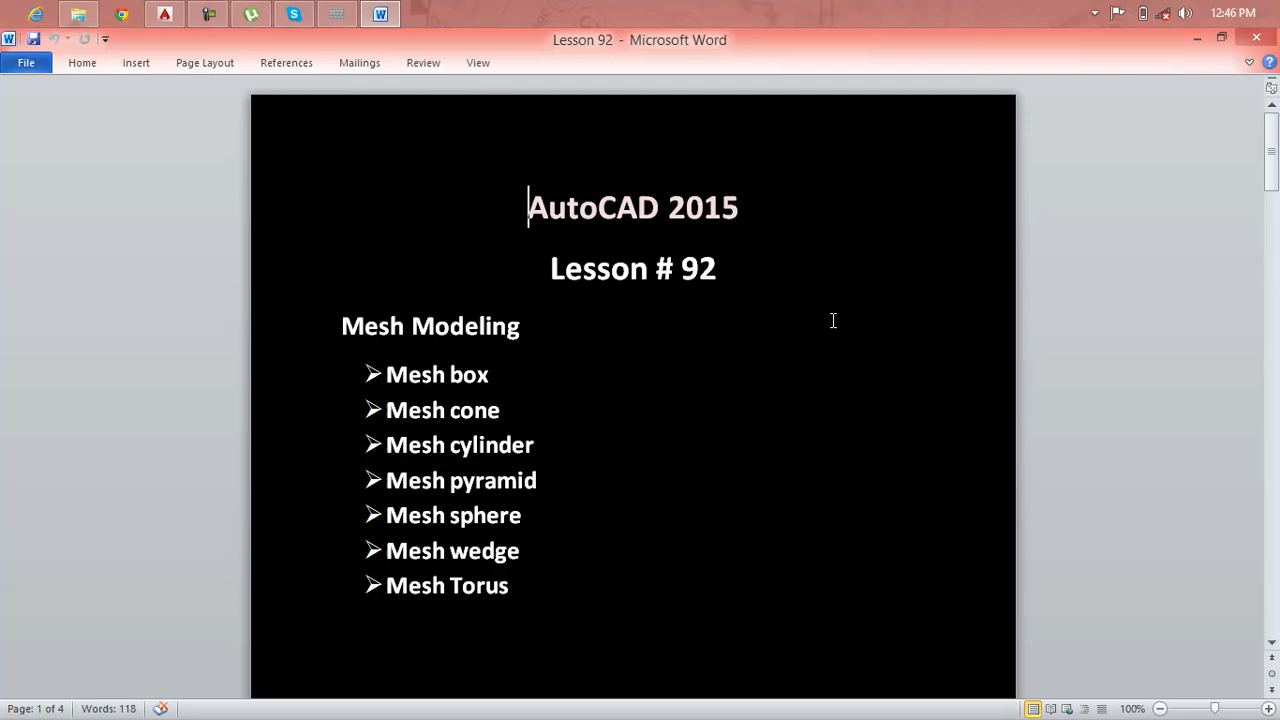 12:46 PM
Lesson 92 - Microsoft Word
File Home Insert Page Layout References Mailings Review View
AutoCAD 2015
Lesson # 92
Mesh Modeling
Mesh box
Mesh cone
Mesh cylinder
Mesh pyramid
Mesh sphere
Mesh wedge
Mesh Torus
Page: 1 of 4 Words: 118 100%